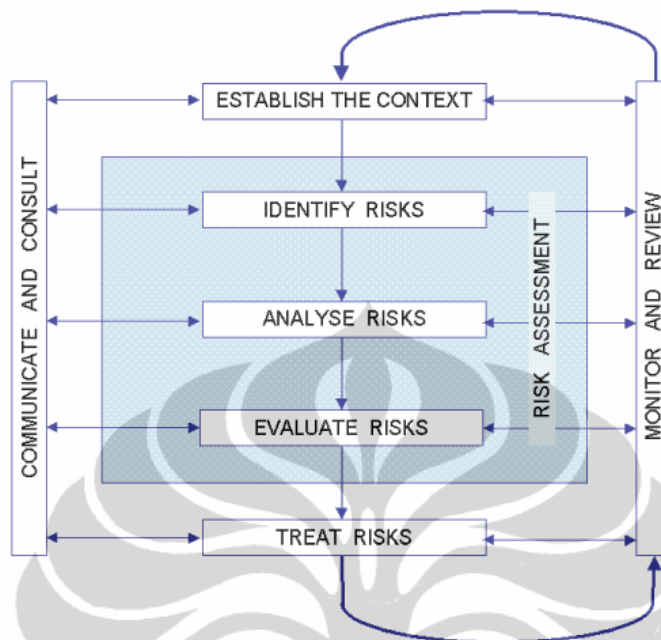 ESTABLISH THE CONTEXT
COMMUNICATE AND CONSULT
IDENTIFY RISKS
ANALYSE RISKS
EVALUATE RISKS
TREAT RISKS
RISK ASSESSMENT
MONITOR AND REVIEW